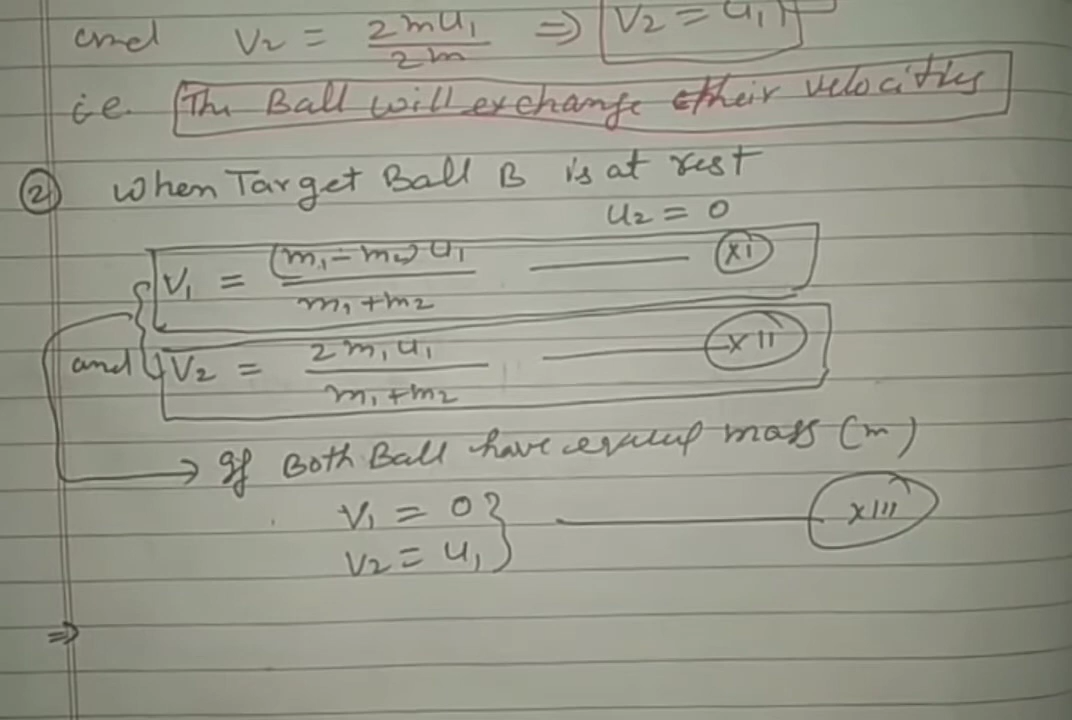 and V₂ = 2mu₁ / 2m ⇒ V₂ = u₁
i.e. The Ball will exchange their velocities
② When Target Ball B is at rest
u₂ = 0
V₁ = (m₁-m₂)u₁ / m₁+m₂ —— (xi)
and V₂ = 2m₁u₁ / m₁+m₂ —— (xii)
→ If Both Ball have equal mass (m)
V₁ = 0
V₂ = u₁ } —— (xiii)
⇒